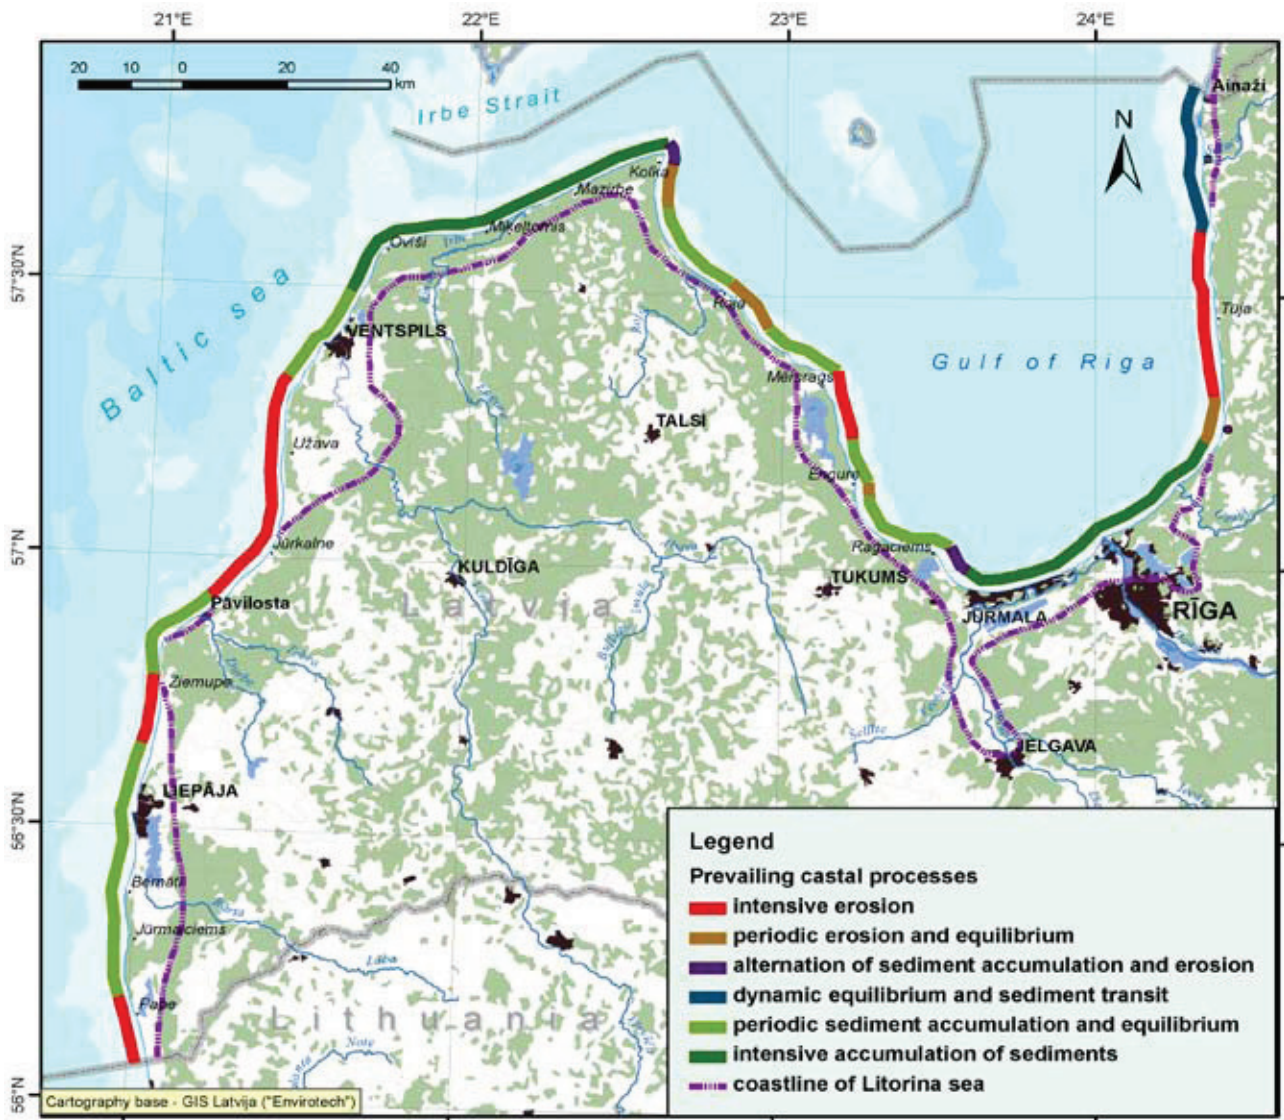 21°E 22°E 23°E 24°E
20 10 0 20 40
km
Irbe Strait
Ainaži
N
Kolka
Mazirbe
Miķeļtornis
Oviši
57°30'N
Baltic sea
Roja
Tuja
VENTSPILS
Gulf of Riga
Mērsrags
TALSI
Užava
Engure
57°N
Jūrkalne
Ragaciems
KULDĪGA
TUKUMS
Pāvilosta
Latvia
JŪRMALA
RĪGA
Ziemupe
JELGAVA
LIEPĀJA
56°30'N
Bernāti
Jūrmalciems
Pape
Lithuania
56°N
Legend
Prevailing castal processes
intensive erosion
periodic erosion and equilibrium
alternation of sediment accumulation and erosion
dynamic equilibrium and sediment transit
periodic sediment accumulation and equilibrium
intensive accumulation of sediments
coastline of Litorina sea
Cartography base - GIS Latvija ("Envirotech")